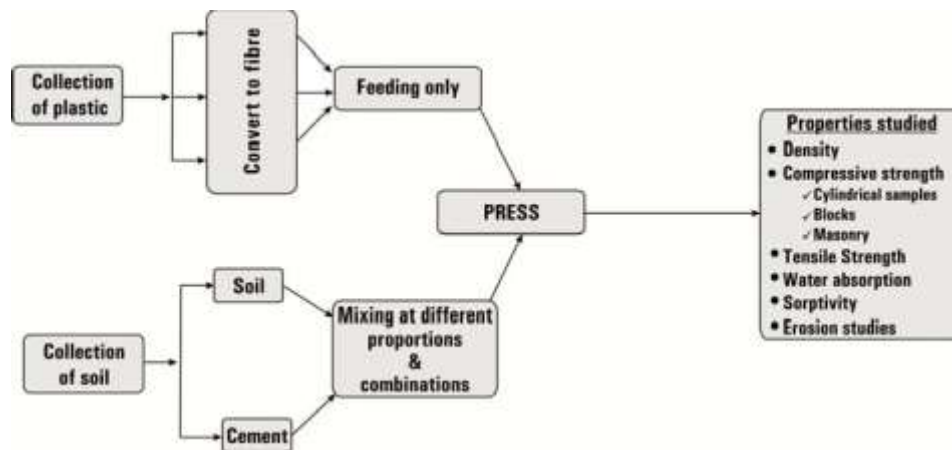 Collection
of plastic
Convert to fibre
Feeding only
PRESS
Soil
Collection
of soil
Cement
Mixing at different
proportions
&
combinations
Properties studied
• Density
• Compressive strength
✓Cylindrical samples
✓Blocks
✓Masonry
• Tensile Strength
• Water absorption
• Sorptivity
• Erosion studies